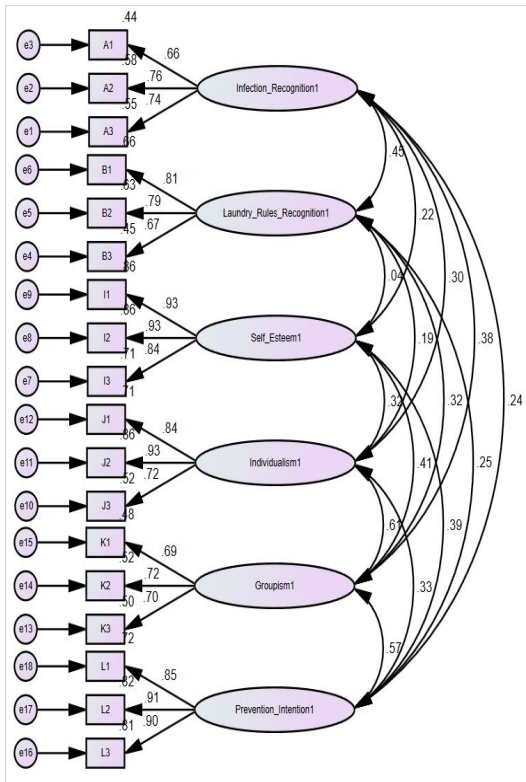 .44
e3 A1 .66
.58
e2 A2 .76 Infection_Recognition1
.55
e1 A3 .74
.66
e6 B1 .81 .45
.63
e5 B2 .79 Laundry_Rules_Recognition1 .22
.45
e4 B3 .67
.86 .04 .30
e9 I1 .93
.86
e8 I2 .93 Self_Esteem1 .19 .38
.71
e7 I3 .84
.71 .32 .32 .24
e12 J1 .84
.86
e11 J2 .93 Individualism1 .41 .25
.52
e10 J3 .72
.48 .61 .39
e15 K1 .69
.52
e14 K2 .72 Groupism1 .33
.50
e13 K3 .70
.72 .57
e18 L1 .85
.82
e17 L2 .91 Prevention_Intention1
.81
e16 L3 .90